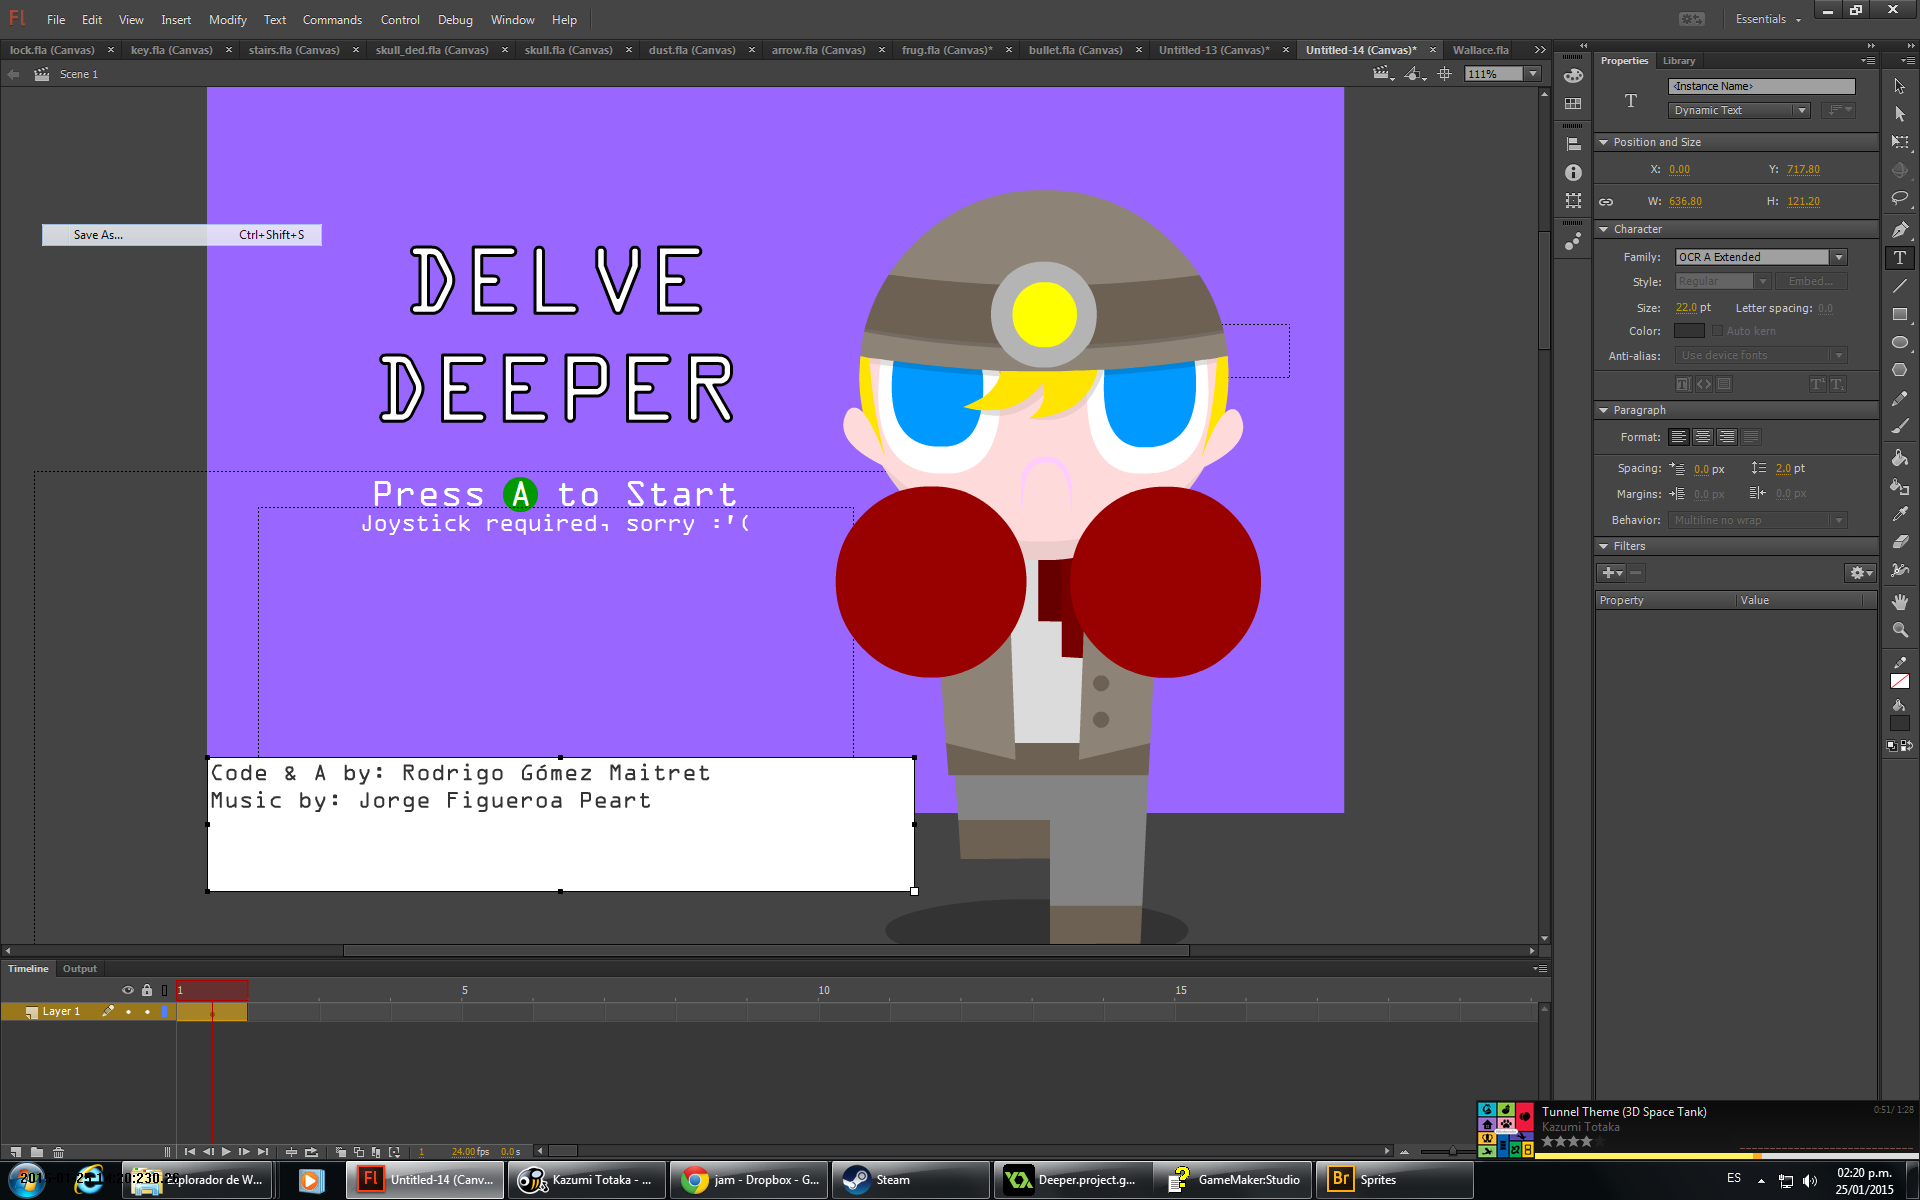 Fl File Edit View Insert Modify Text Commands Control Debug Window Help Essentials
lock.fla (Canvas) × key.fla (Canvas) × stairs.fla (Canvas) × skull_ded.fla (Canvas) × skull.fla (Canvas) × dust.fla (Canvas) × arrow.fla (Canvas) × frug.fla (Canvas)* × bullet.fla (Canvas) × Untitled-13 (Canvas)* × Untitled-14 (Canvas)* × Wallace.fla
Scene 1 111%
Properties Library
<Instance Name>
T Dynamic Text
Position and Size
X: 0.00 Y: 717.80
W: 636.80 H: 121.20
Character
Family: OCR A Extended
Style: Regular Embed...
Size: 22.0 pt Letter spacing: 0.0
Color: Auto kern
Anti-alias: Use device fonts
Paragraph
Format:
Spacing: 0.0 px 2.0 pt
Margins: 0.0 px 0.0 px
Behavior: Multiline no wrap
Filters
Property Value
Save As... Ctrl+Shift+S
DELVE
DEEPER
Press A to Start
Joystick required, sorry :'(
Code & A by: Rodrigo Gómez Maitret
Music by: Jorge Figueroa Peart
Timeline Output
1 5 10 15
Layer 1
1 24.00 fps 0.0 s
Tunnel Theme (3D Space Tank) 0:51/ 1:28
Kazumi Totaka
Explorador de W... Fl Untitled-14 (Canv... Kazumi Totaka - ... jam - Dropbox - G... Steam Deeper.project.g... GameMaker:Studio Br Sprites ES
02:20 p.m.
25/01/2015